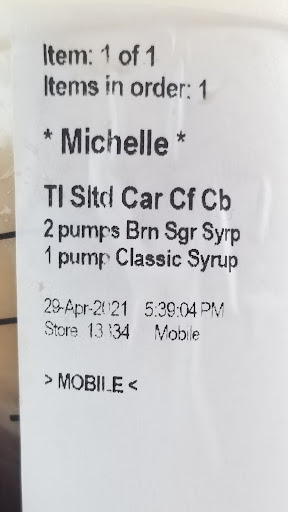 Item: 1 of 1
Items in order: 1
* Michelle *
Tl Sltd Car Cf Cb
2 pumps Brn Sgr Syrp
1 pump Classic Syrup
29-Apr-2021 5:39:04 PM
Store Mobile
> MOBILE <